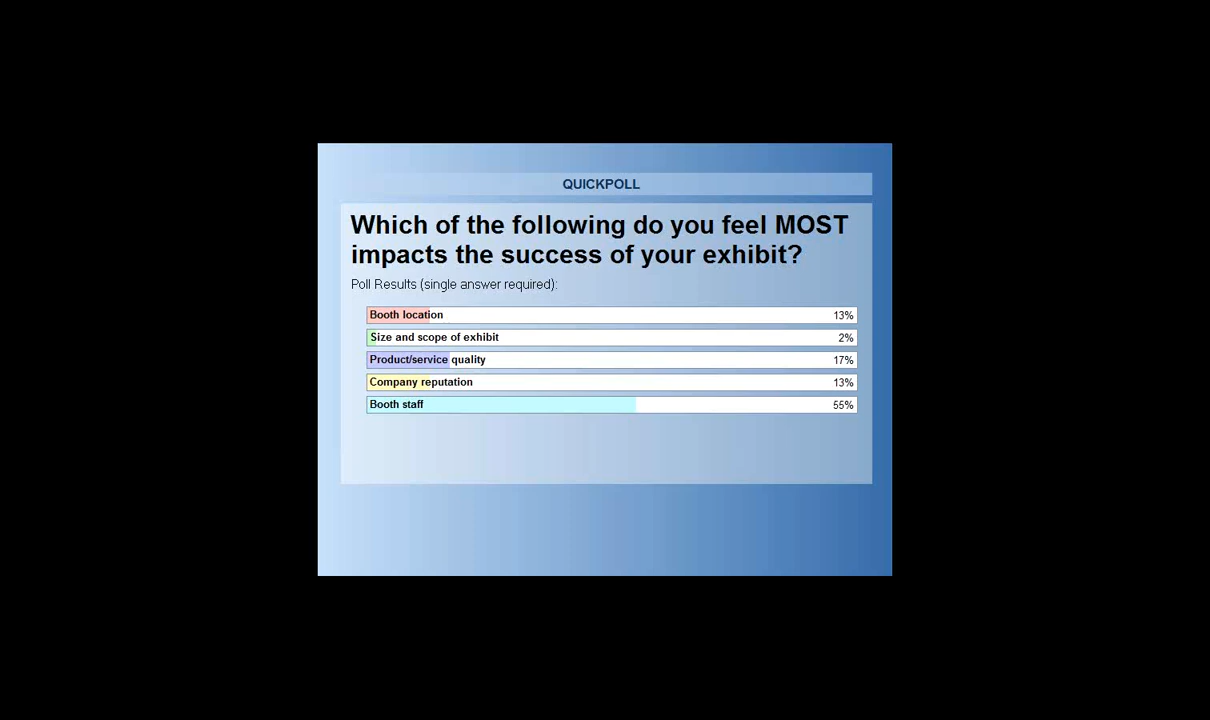 QUICKPOLL
Which of the following do you feel MOST
impacts the success of your exhibit?
Poll Results (single answer required):
Booth location 13%
Size and scope of exhibit 2%
Product/service quality 17%
Company reputation 13%
Booth staff 55%